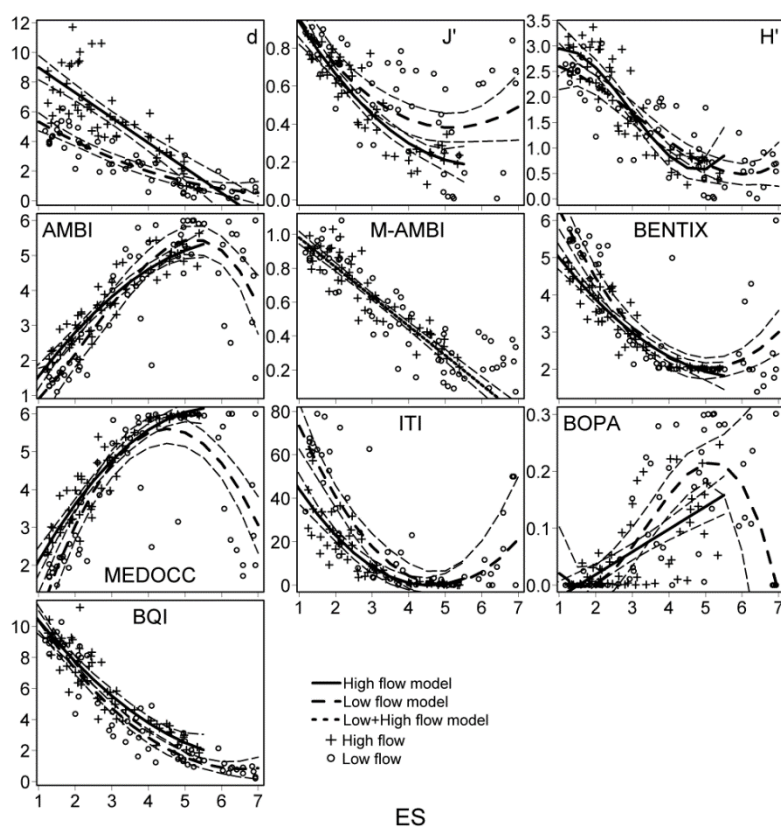 d
12
10
8
6
4
2
0
J'
0.8
0.6
0.4
0.2
0.0
H'
3.5
3.0
2.5
2.0
1.5
1.0
0.5
0.0
AMBI
6
5
4
3
2
1
M-AMBI
1.0
0.8
0.6
0.4
0.2
BENTIX
6
5
4
3
2
MEDOCC
6
5
4
3
2
ITI
80
60
40
20
0
1 2 3 4 5 6 7
BOPA
0.3
0.2
0.1
0.0
1 2 3 4 5 6 7
BQI
10
8
6
4
2
0
1 2 3 4 5 6 7
High flow model
Low flow model
Low+High flow model
High flow
Low flow
ES